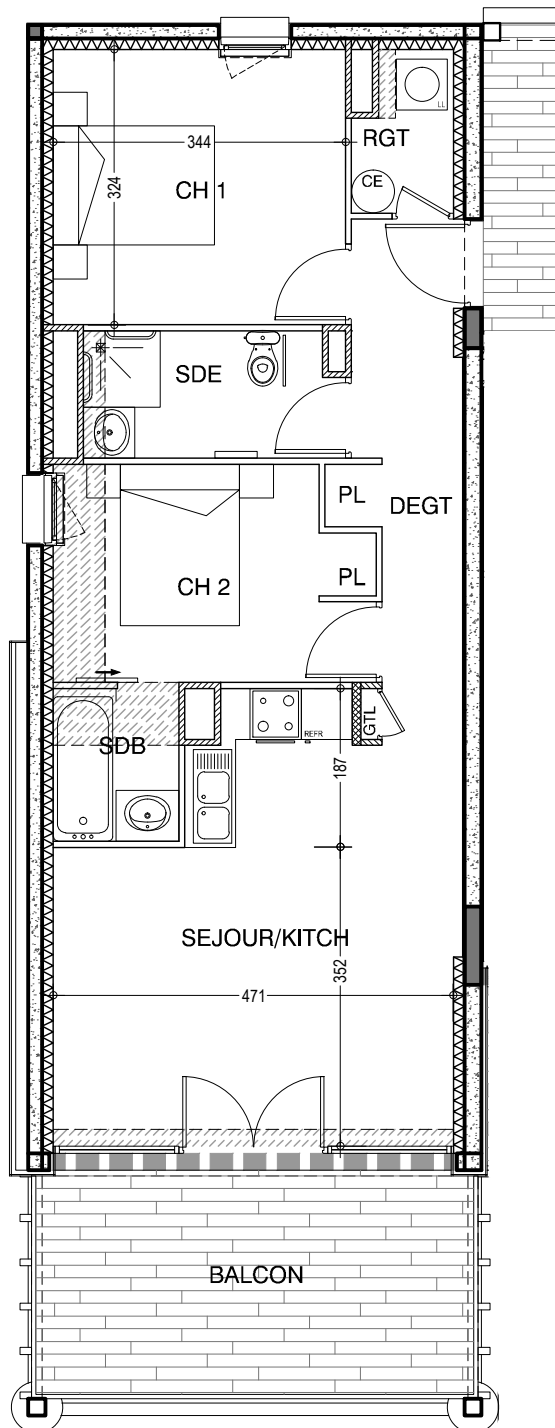 LL
RGT
344
CE
324
CH 1
SDE
PL
DEGT
PL
CH 2
GTL
REFR
SDB
187
SEJOUR/KITCH
352
471
BALCON